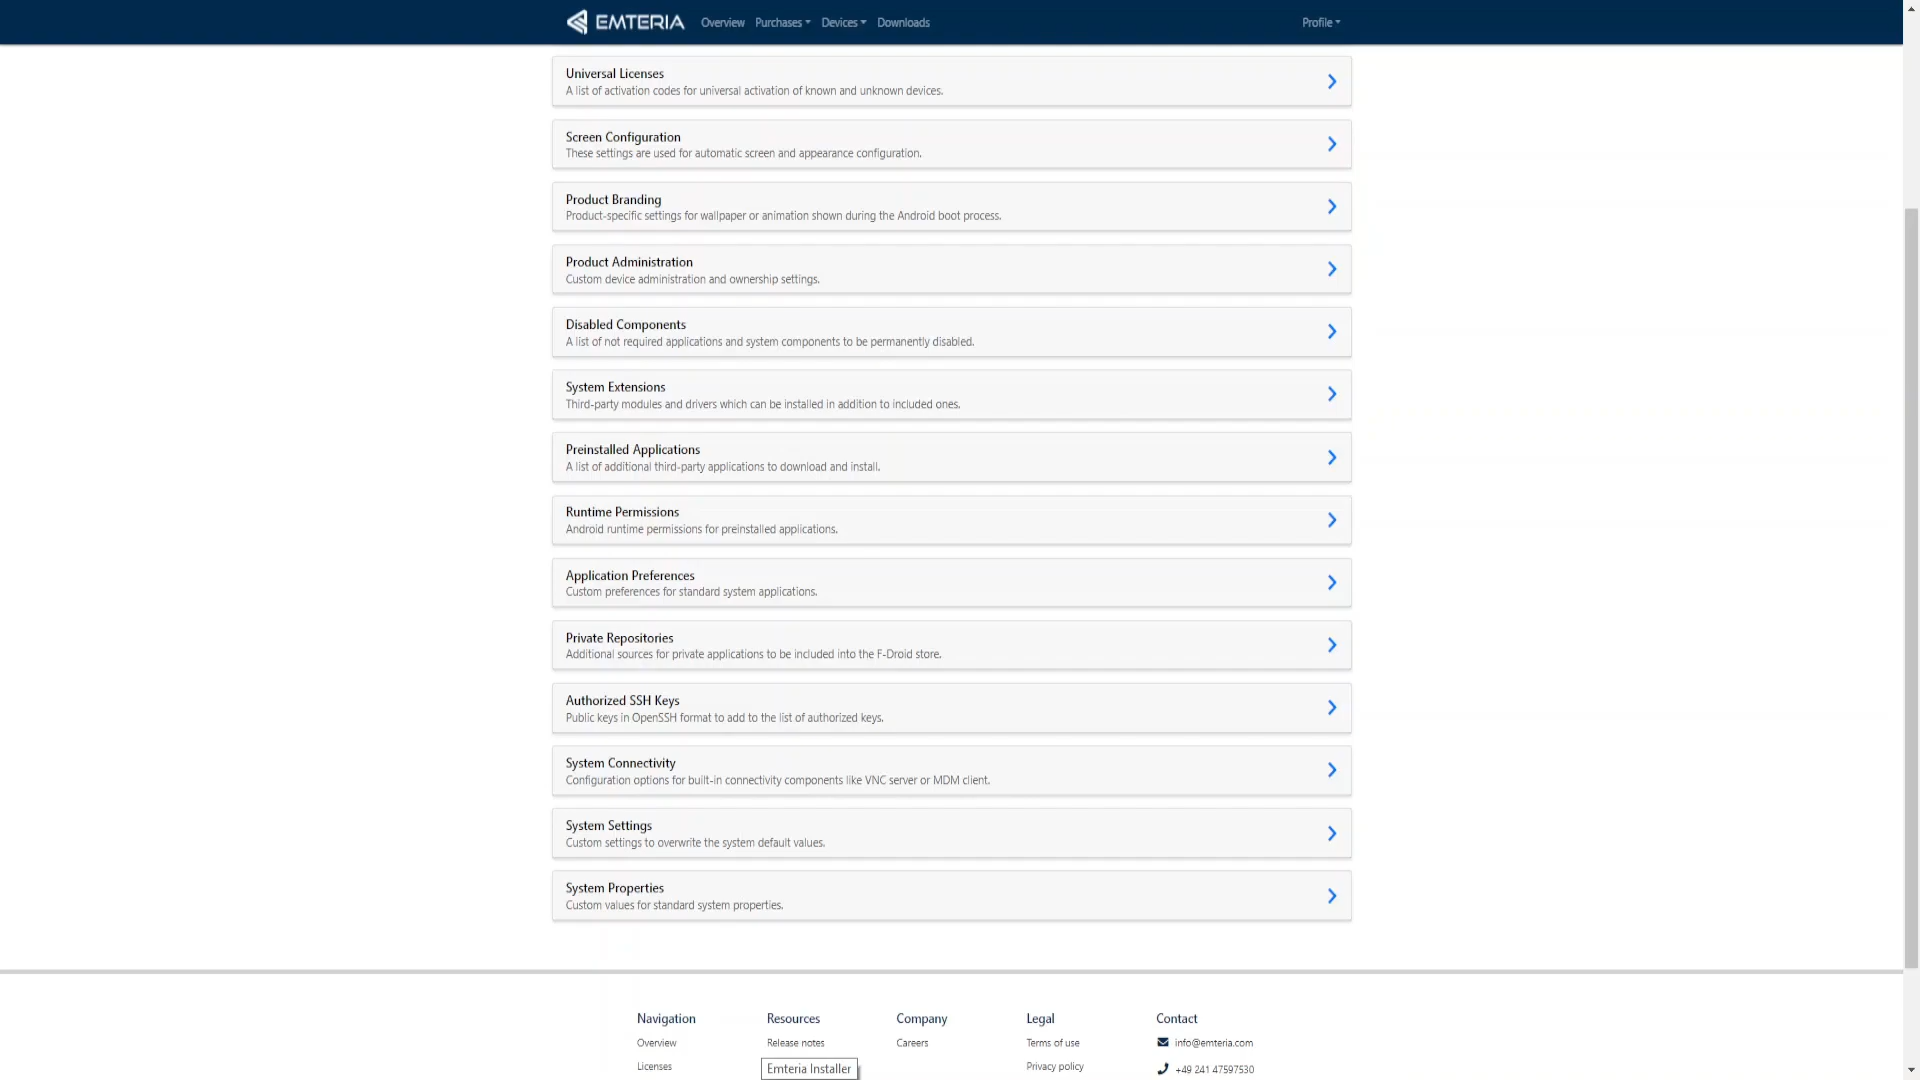 EMTERIA
Overview
Purchases
Devices
Downloads
Profile
Universal Licenses
A list of activation codes for universal activation of known and unknown devices.
Screen Configuration
These settings are used for automatic screen and appearance configuration.
Product Branding
Product-specific settings for wallpaper or animation shown during the Android boot process.
Product Administration
Custom device administration and ownership settings.
Disabled Components
A list of not required applications and system components to be permanently disabled.
System Extensions
Third-party modules and drivers which can be installed in addition to included ones.
Preinstalled Applications
A list of additional third-party applications to download and install.
Runtime Permissions
Android runtime permissions for preinstalled applications.
Application Preferences
Custom preferences for standard system applications.
Private Repositories
Additional sources for private applications to be included into the F-Droid store.
Authorized SSH Keys
Public keys in OpenSSH format to add to the list of authorized keys.
System Connectivity
Configuration options for built-in connectivity components like VNC server or MDM client.
System Settings
Custom settings to overwrite the system default values.
System Properties
Custom values for standard system properties.
Navigation
Overview
Licenses
Resources
Release notes
Emteria Installer
Company
Careers
Legal
Terms of use
Privacy policy
Contact
info@emteria.com
+49 241 47597530